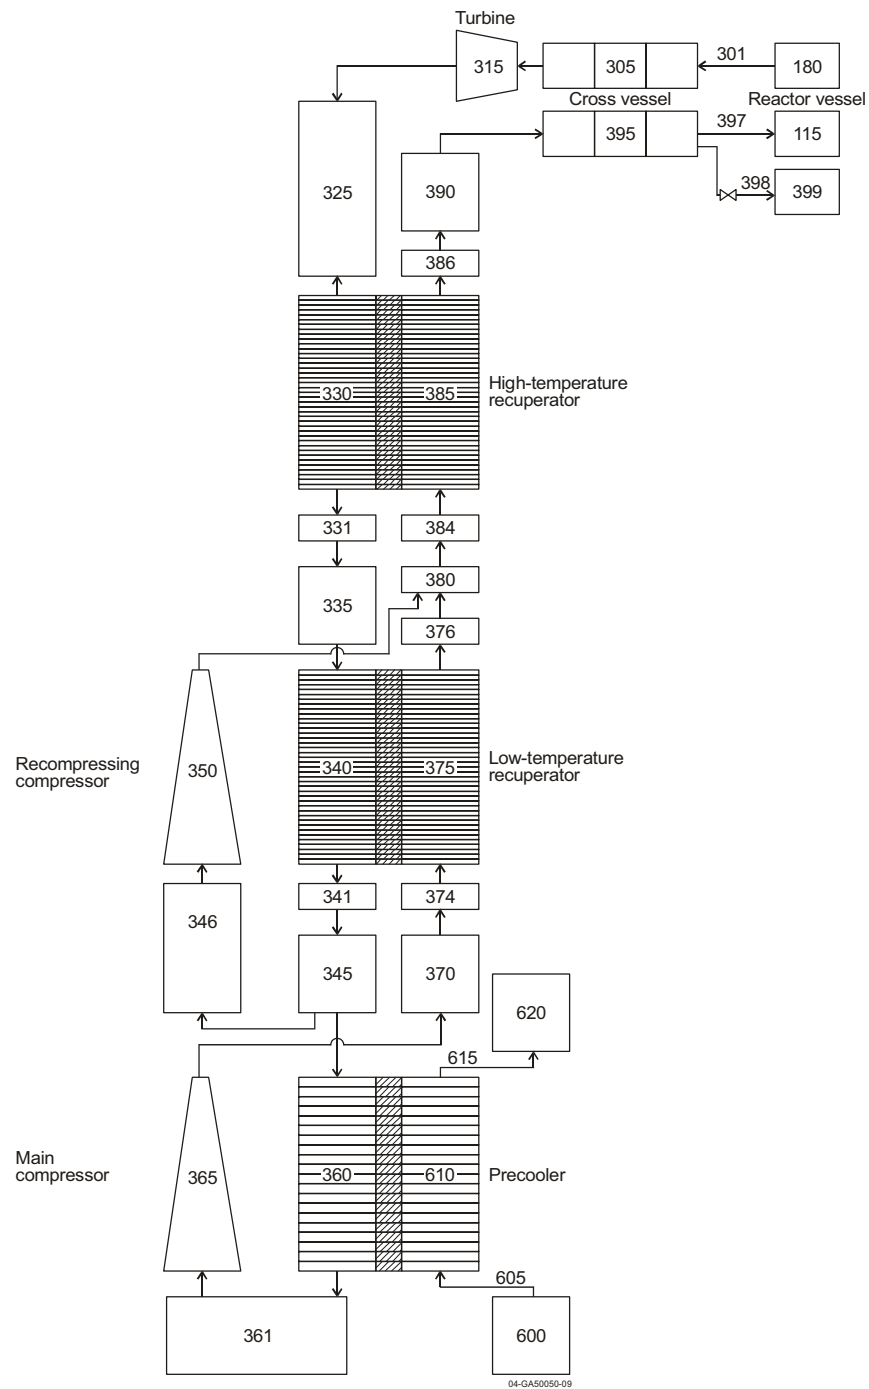 Turbine
315
305
301
180
Cross vessel
Reactor vessel
395
397
115
398
399
325
390
386
330
385
High-temperature
recuperator
331
384
335
380
376
Recompressing
compressor
350
340
375
Low-temperature
recuperator
341
374
346
345
370
620
615
Main
compressor
365
360
610
Precooler
605
361
600
04-GA50050-09